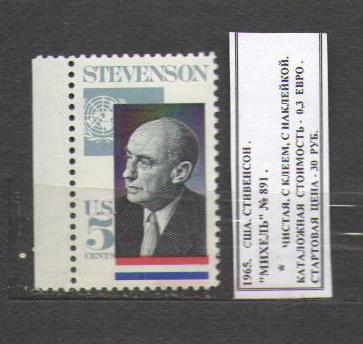 STEVENSON
U.S.
5
CENTS
1965. США. СТИВЕНСОН.
"МИХЕЛЬ" № 891.
* ЧИСТАЯ, С КЛЕЕМ, С НАКЛЕЙКОЙ.
КАТАЛОЖНАЯ СТОИМОСТЬ - 0,3 ЕВРО.
СТАРТОВАЯ ЦЕНА - 30 РУБ.